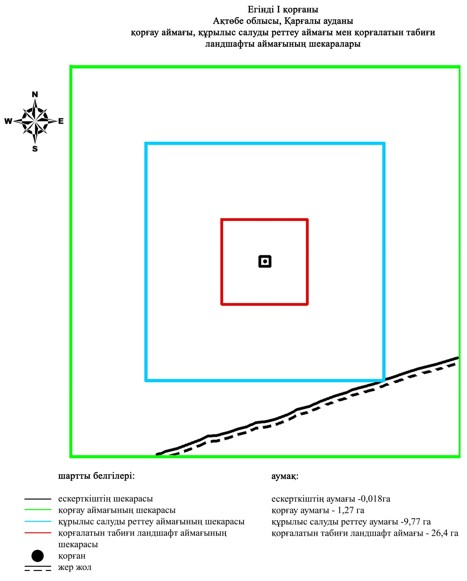 Егінді І қорғаны
Ақтөбе облысы, Қарғалы ауданы
қорғау аймағы, құрылыс салуды реттеу аймағы мен қорғалатын табиғи
ландшафты аймағының шекаралары
N
W E
S
шартты белгілері:
ескерткіштің шекарасы
қорғау аймағының шекарасы
құрылыс салуды реттеу аймағының шекарасы
қорғалатын табиғи ландшафт аймағының
шекарасы
қорған
жер жол
аумақ:
ескерткіштің аумағы -0,018га
қорғау аумағы - 1,27 га
құрылыс салуды реттеу аумағы -9,77 га
қорғалатын табиғи ландшафт аймағы - 26,4 га